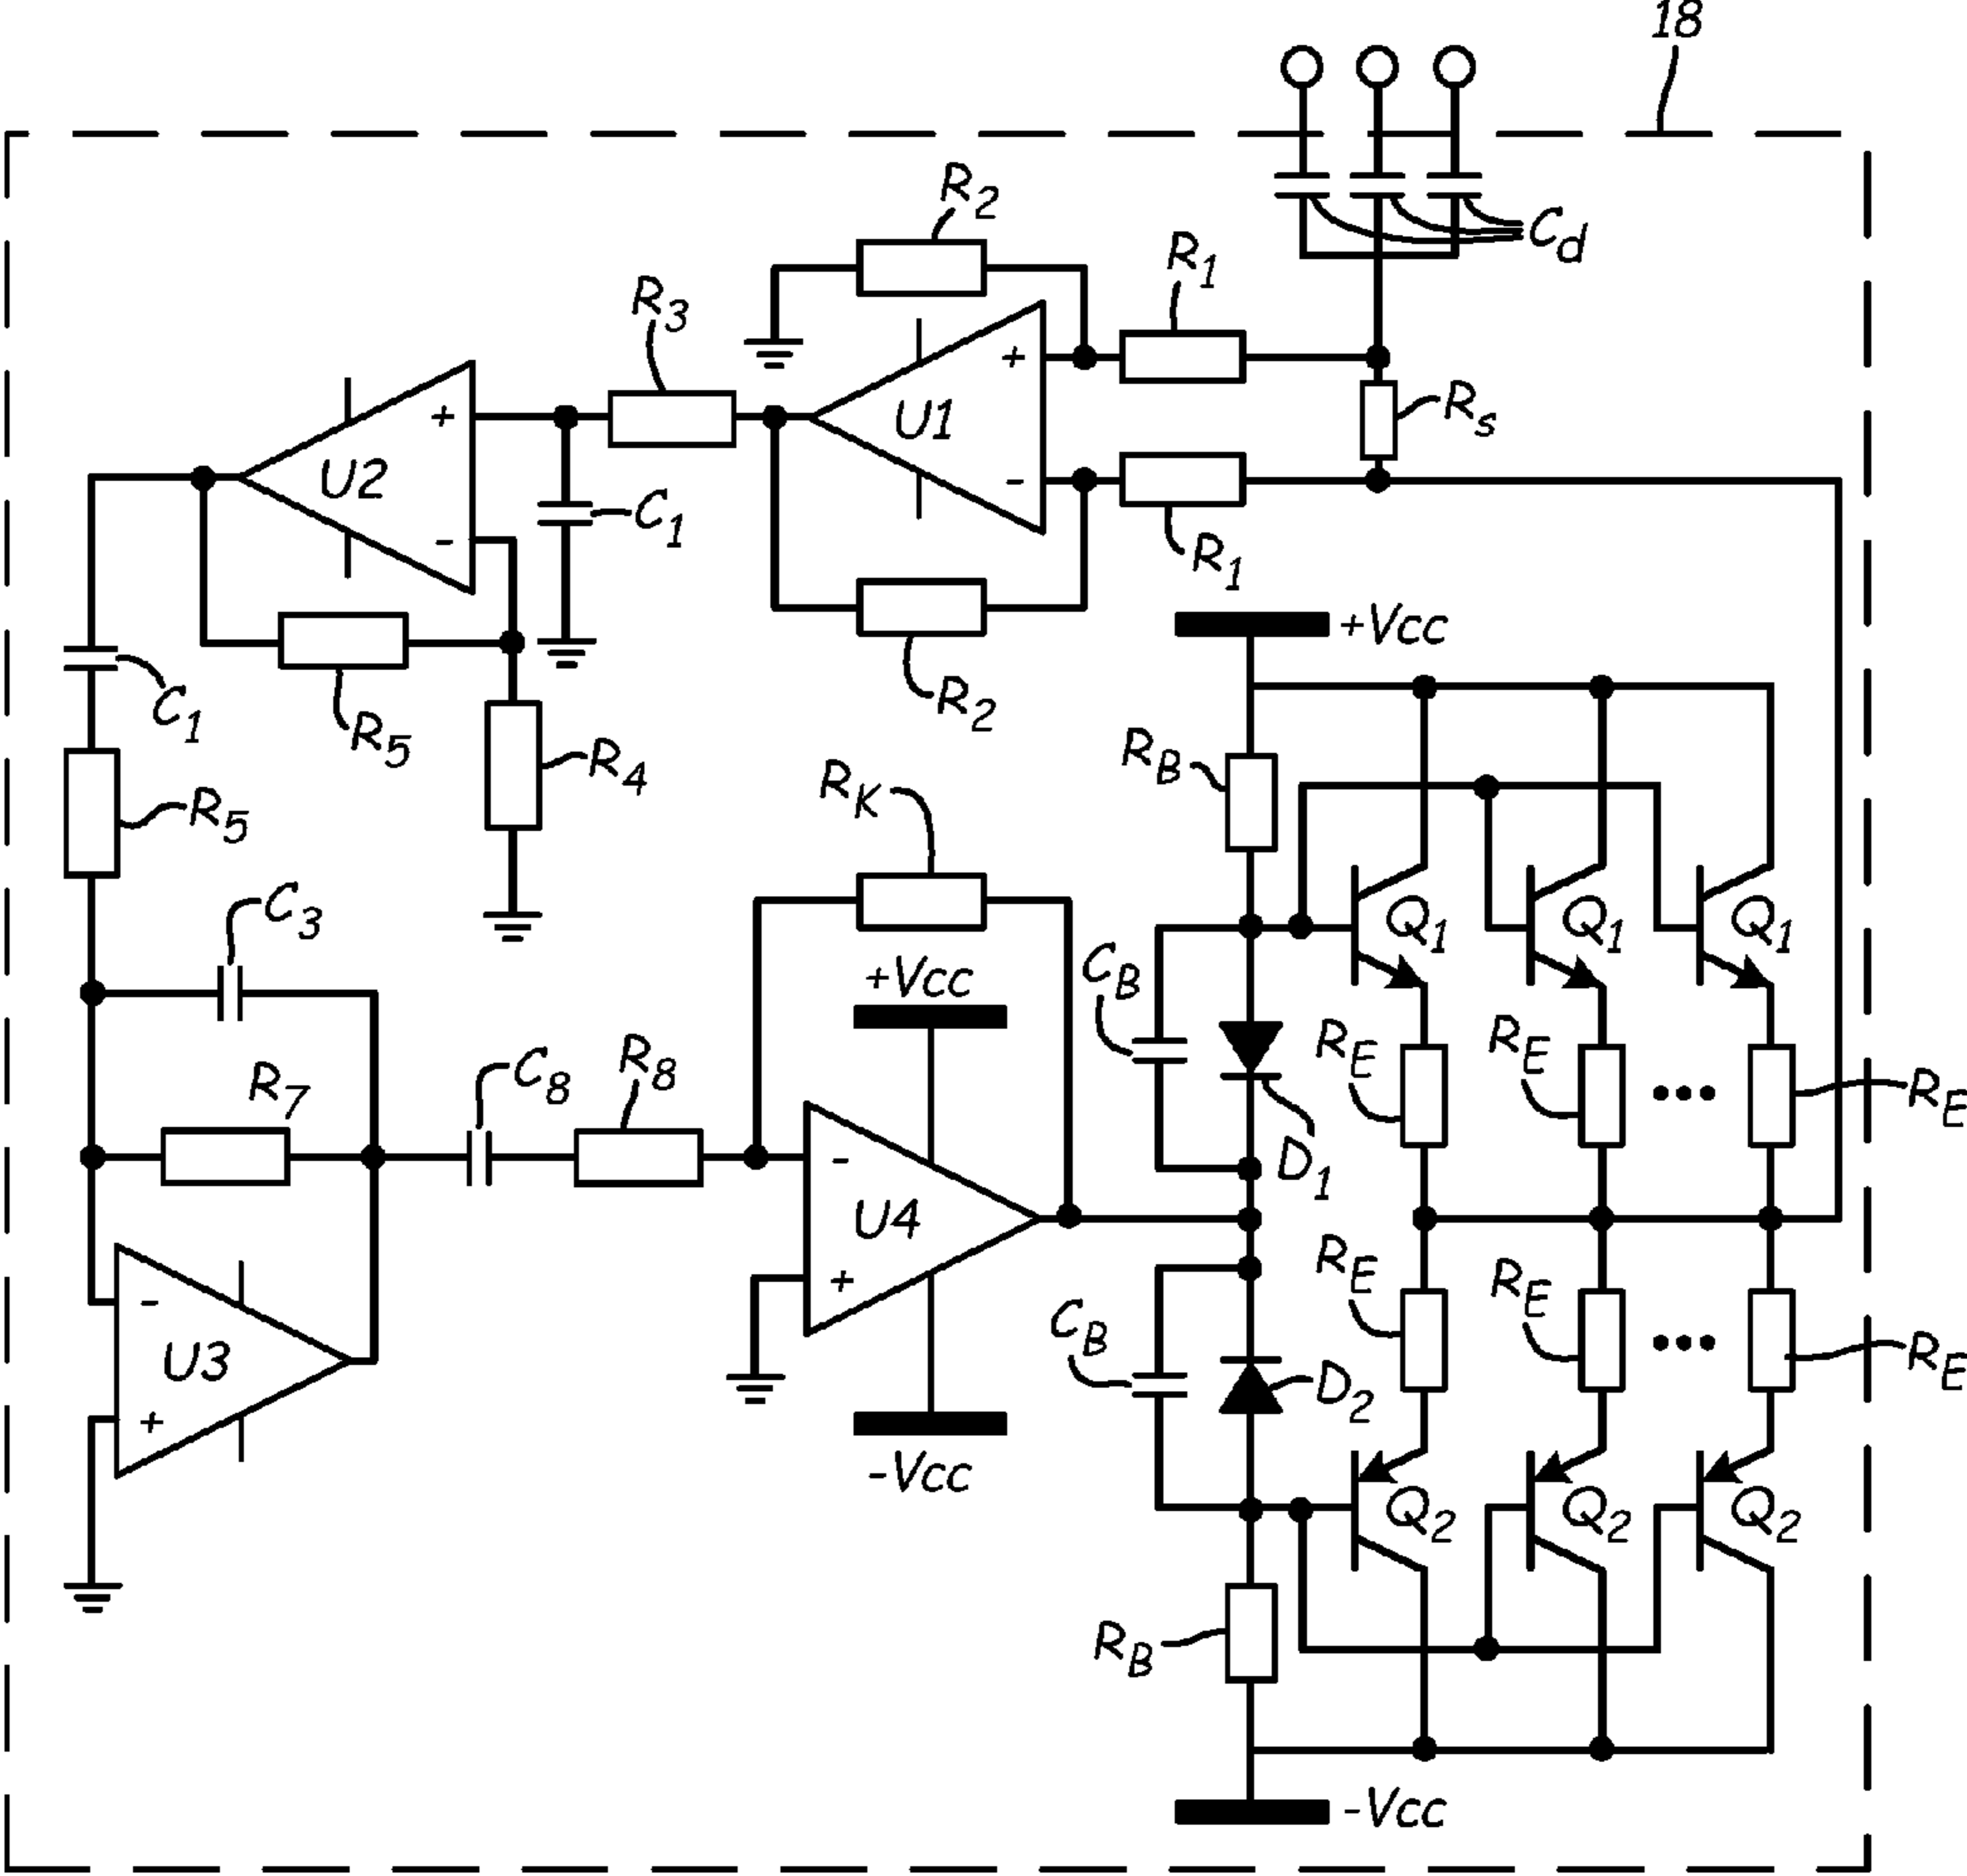 18
R2
Cd
R1
R3
+
U1
Rs
+
U2
-
C1
-
R1
+Vcc
R2
C1
R5
R4
RB
RK
R5
C3
Q1
Q1
Q1
CB
+Vcc
RE
RE
RE
R7
C8
R8
D1
-
U4
+
RE
RE
RE
-
U3
+
CB
D2
-Vcc
Q2
Q2
Q2
RB
-Vcc